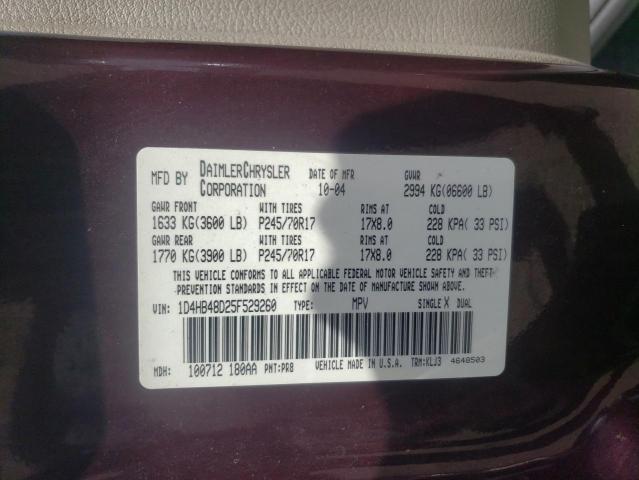 MFD BY DAIMLERCHRYSLER CORPORATION DATE OF MFR 10-04 GVWR 2994 KG(06600 LB)
GAWR FRONT WITH TIRES RIMS AT COLD
1633 KG(3600 LB) P245/70R17 17X8.0 228 KPA( 33 PSI)
GAWR REAR WITH TIRES RIMS AT COLD
1770 KG(3900 LB) P245/70R17 17X8.0 228 KPA( 33 PSI)
THIS VEHICLE CONFORMS TO ALL APPLICABLE FEDERAL MOTOR VEHICLE SAFETY AND THEFT
PREVENTION STANDARDS IN EFFECT ON THE DATE OF MANUFACTURE SHOWN ABOVE.
VIN: 1D4HB48D25F529260 TYPE: MPV SINGLE X DUAL
MDH: 100712 180AA PNT:PR8 VEHICLE MADE IN U.S.A. TRM:KLJ3 4648503